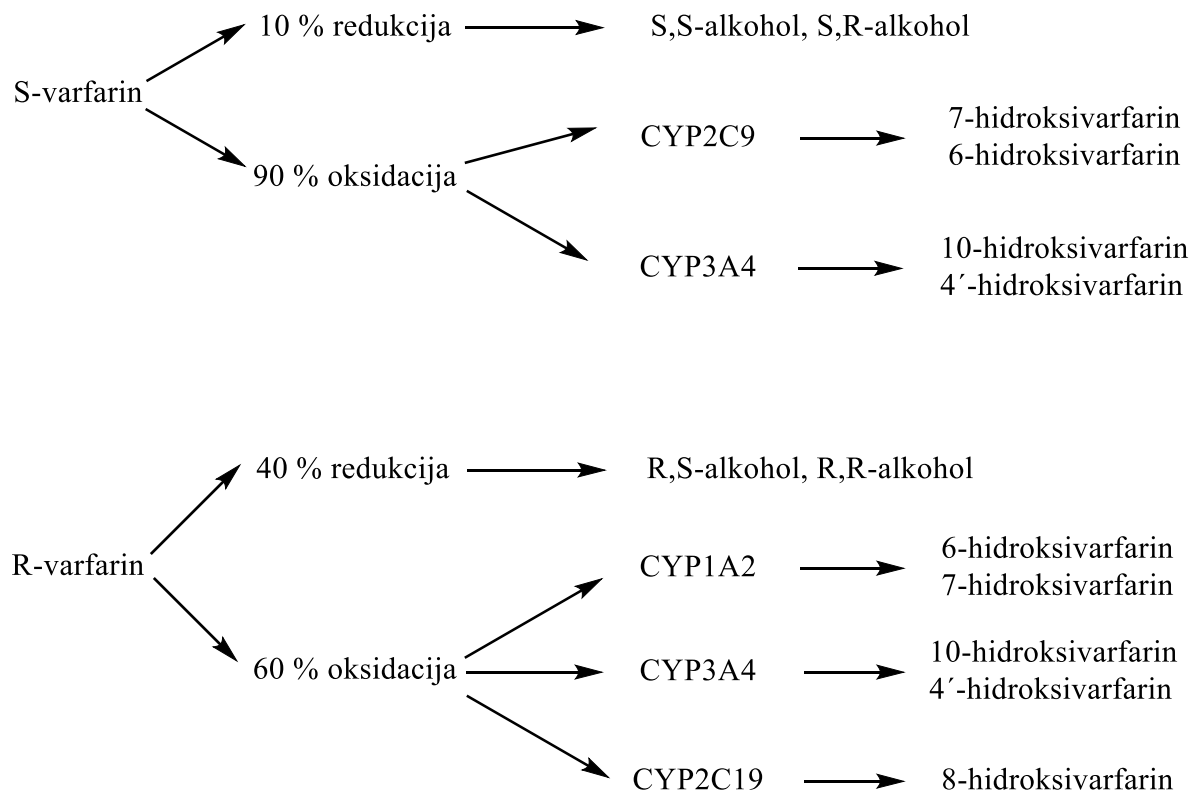 10 % redukcija
S,S-alkohol, S,R-alkohol
S-varfarin
90 % oksidacija
CYP2C9
7-hidroksivarfarin
6-hidroksivarfarin
CYP3A4
10-hidroksivarfarin
4´-hidroksivarfarin
40 % redukcija
R,S-alkohol, R,R-alkohol
R-varfarin
60 % oksidacija
CYP1A2
6-hidroksivarfarin
7-hidroksivarfarin
CYP3A4
10-hidroksivarfarin
4´-hidroksivarfarin
CYP2C19
8-hidroksivarfarin